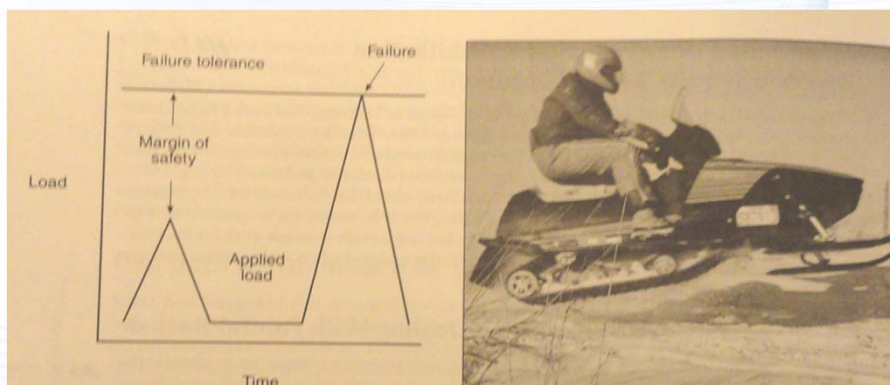 Failure tolerance
Failure
Margin of
safety
Load
Applied
load
Time